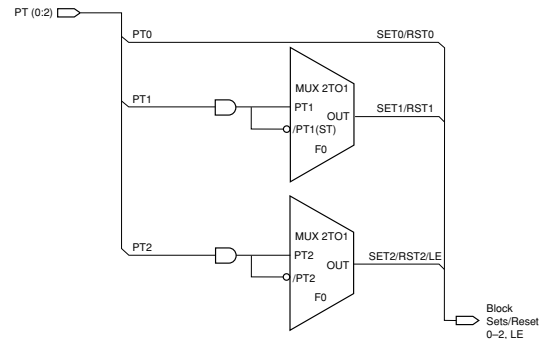 PT (0:2)
PT0
SET0/RST0
MUX 2TO1
PT1
PT1
OUT
SET1/RST1
/PT1(ST)
F0
MUX 2TO1
PT2
PT2
OUT
SET2/RST2/LE
/PT2
F0
Block
Sets/Reset
0–2, LE